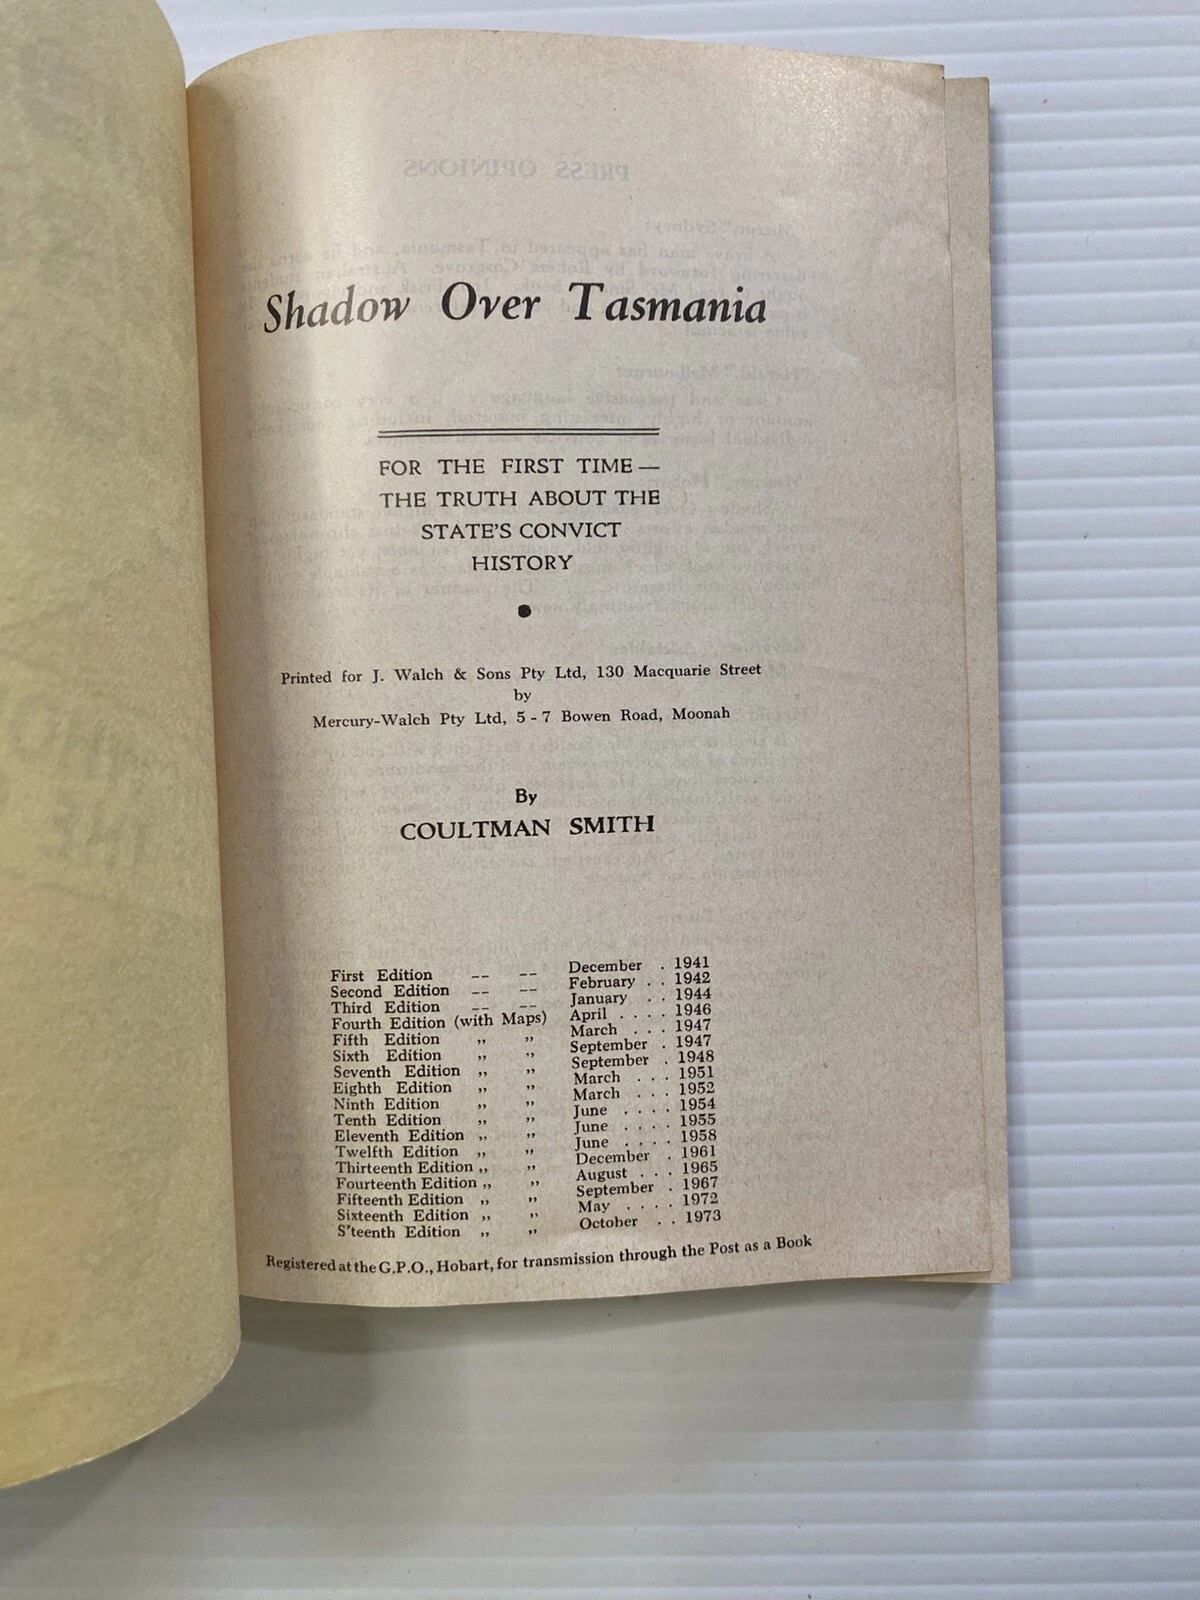 Shadow Over Tasmania
FOR THE FIRST TIME —
THE TRUTH ABOUT THE
STATE'S CONVICT
HISTORY
Printed for J. Walch & Sons Pty Ltd, 130 Macquarie Street
by
Mercury-Walch Pty Ltd, 5 - 7 Bowen Road, Moonah
By
COULTMAN SMITH
First Edition -- -- December . 1941
Second Edition -- -- February . . 1942
Third Edition -- -- January . . 1944
Fourth Edition (with Maps) April . . . . 1946
Fifth Edition ,, ,, March . . . 1947
Sixth Edition ,, ,, September . 1947
Seventh Edition ,, ,, September . 1948
Eighth Edition ,, ,, March . . . 1951
Ninth Edition ,, ,, March . . . 1952
Tenth Edition ,, ,, June . . . . 1954
Eleventh Edition ,, ,, June . . . . 1955
Twelfth Edition ,, ,, June . . . . 1958
Thirteenth Edition ,, ,, December . 1961
Fourteenth Edition ,, ,, August . . . 1965
Fifteenth Edition ,, ,, September . 1967
Sixteenth Edition ,, ,, May . . . . 1972
S'teenth Edition ,, ,, October . . 1973
Registered at the G.P.O., Hobart, for transmission through the Post as a Book